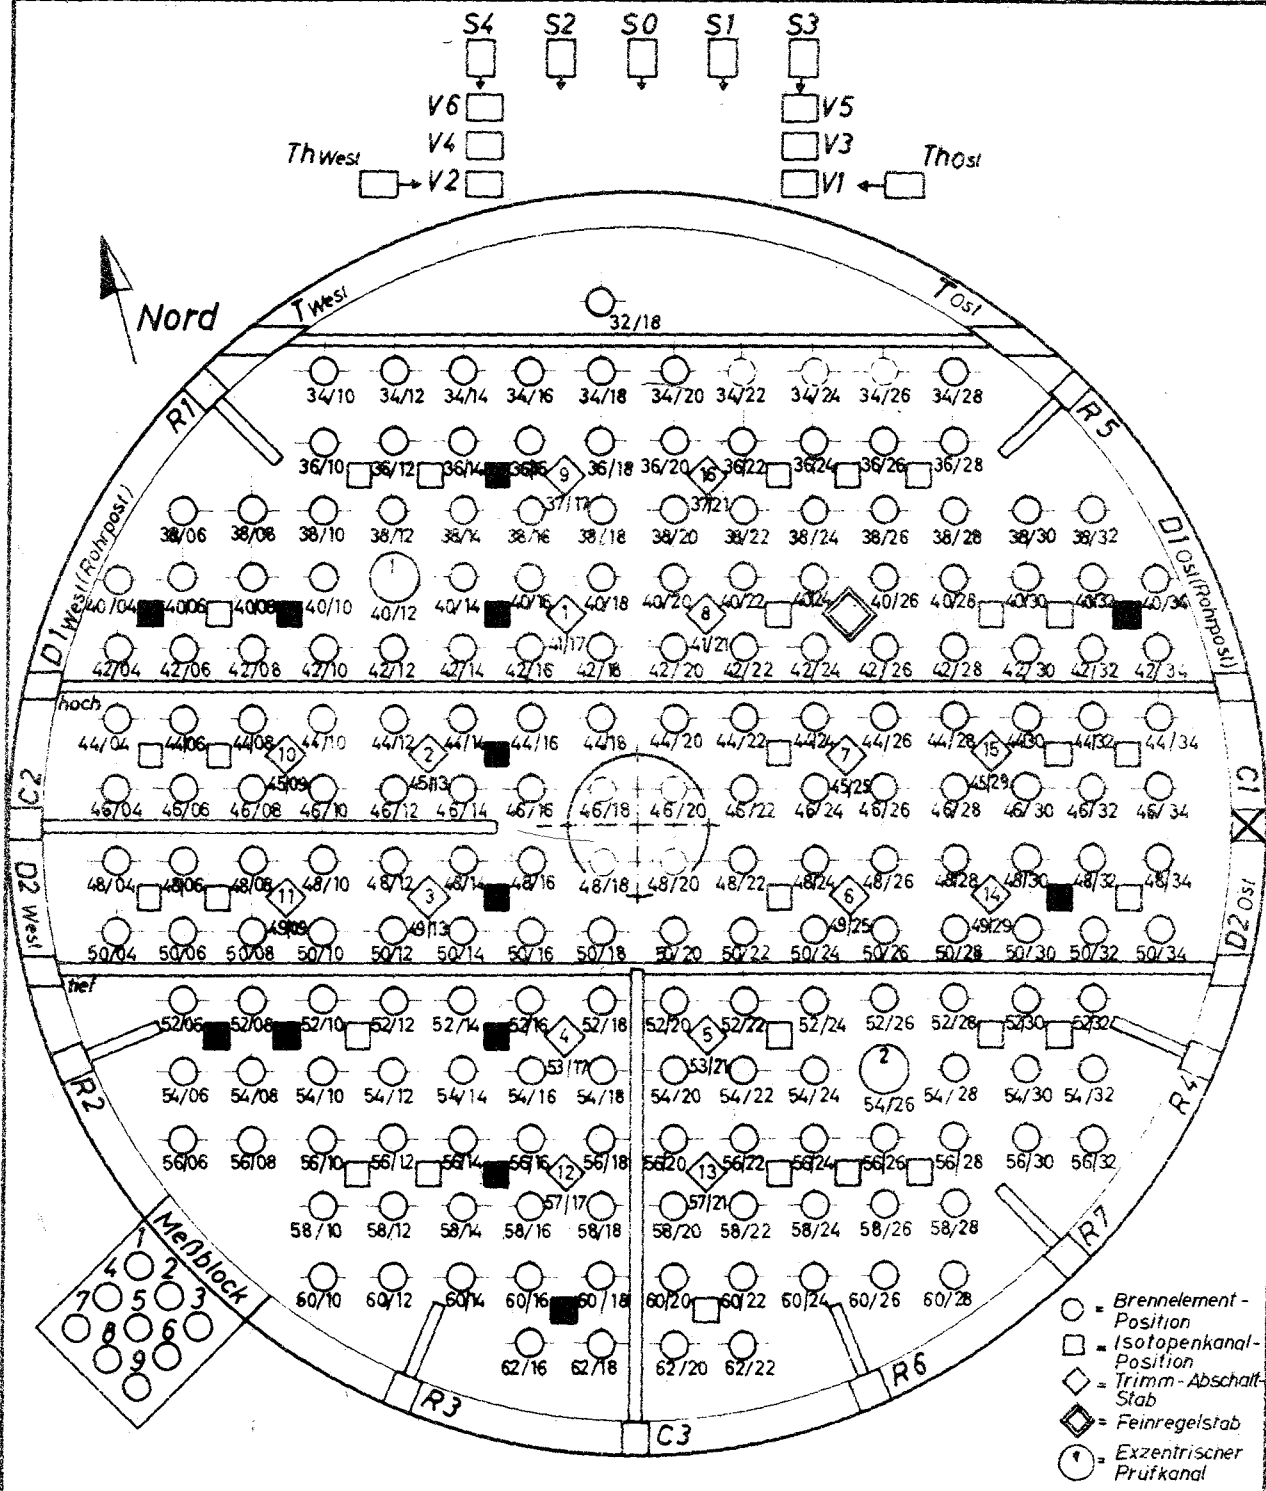 S4 S2 S0 S1 S3
V6 V5
V4 V3
Th West V2 V1 Th Ost
Nord
T West T Ost
32/18
34/10 34/12 34/14 34/16 34/18 34/20 34/22 34/24 34/26 34/28
R1 R5
36/10 36/12 36/14 36/16 9 36/18 36/20 16 36/22 36/24 36/26 36/28
37/17 37/21
38/06 38/08 38/10 38/12 38/14 38/16 38/18 38/20 38/22 38/24 38/26 38/28 38/30 38/32
D1 West (Rohrpost) D1 Ost (Rohrpost)
1
40/04 40/06 40/08 40/10 40/12 40/14 40/16 1 40/18 40/20 8 40/22 40/24 40/26 40/28 40/30 40/32 40/34
41/17 41/21
42/04 42/06 42/08 42/10 42/12 42/14 42/16 42/18 42/20 42/22 42/24 42/26 42/28 42/30 42/32 42/34
hoch
44/04 44/06 44/08 10 44/10 44/12 2 44/14 44/16 44/18 44/20 44/22 44/24 7 44/26 44/28 15 44/30 44/32 44/34
45/09 45/13 45/25 45/29
C2 C1
46/04 46/06 46/08 46/10 46/12 46/14 46/16 46/18 46/20 46/22 46/24 46/26 46/28 46/30 46/32 46/34
D2 West D2 Ost
48/04 48/06 48/08 11 48/10 48/12 3 48/14 48/16 48/18 48/20 48/22 48/24 6 48/26 48/28 14 48/30 48/32 48/34
49/09 49/13 49/25 49/29
50/04 50/06 50/08 50/10 50/12 50/14 50/16 50/18 50/20 50/22 50/24 50/26 50/28 50/30 50/32 50/34
tief
52/06 52/08 52/10 52/12 52/14 52/16 4 52/18 52/20 5 52/22 52/24 52/26 52/28 52/30 52/32
53/17 53/21
2
54/06 54/08 54/10 54/12 54/14 54/16 54/18 54/20 54/22 54/24 54/26 54/28 54/30 54/32
R2 R4
56/06 56/08 56/10 56/12 56/14 56/16 12 56/18 56/20 13 56/22 56/24 56/26 56/28 56/30 56/32
57/17 57/21
58/10 58/12 58/14 58/16 58/18 58/20 58/22 58/24 58/26 58/28
R7
Meßblock
1
4 2
7 5 3
8 6
9
60/10 60/12 60/14 60/16 60/18 60/20 60/22 60/24 60/26 60/28
62/16 62/18 62/20 62/22
R3 R6
C3
= Brennelement-
Position
= Isotopenkanal-
Position
= Trimm-Abschalt-
Stab
= Feinregelstab
1 = Exzentrischer
Prüfkanal